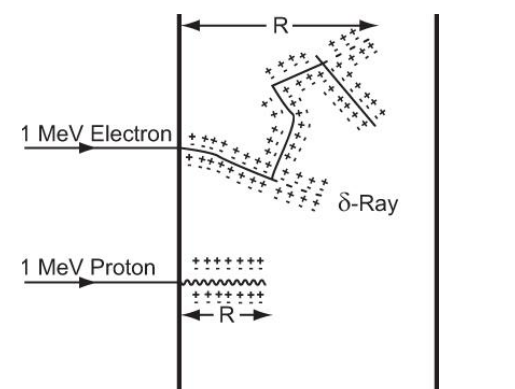 R
1 MeV Electron
δ-Ray
1 MeV Proton
R